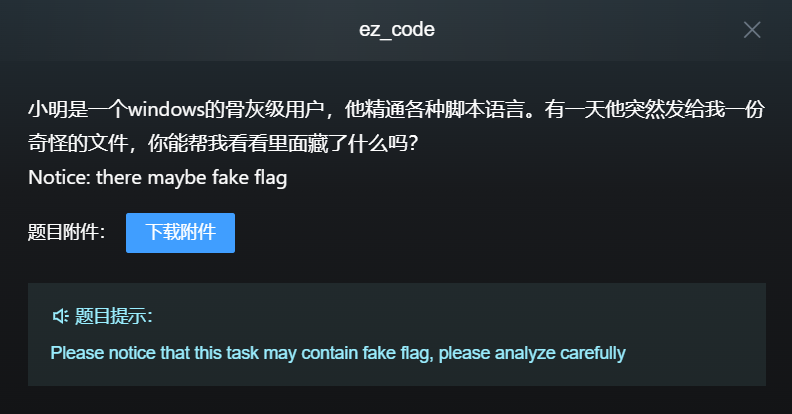 ez_code
小明是一个windows的骨灰级用户，他精通各种脚本语言。有一天他突然发给我一份
奇怪的文件，你能帮我看看里面藏了什么吗?
Notice: there maybe fake flag
题目附件： 下载附件
题目提示：
Please notice that this task may contain fake flag, please analyze carefully